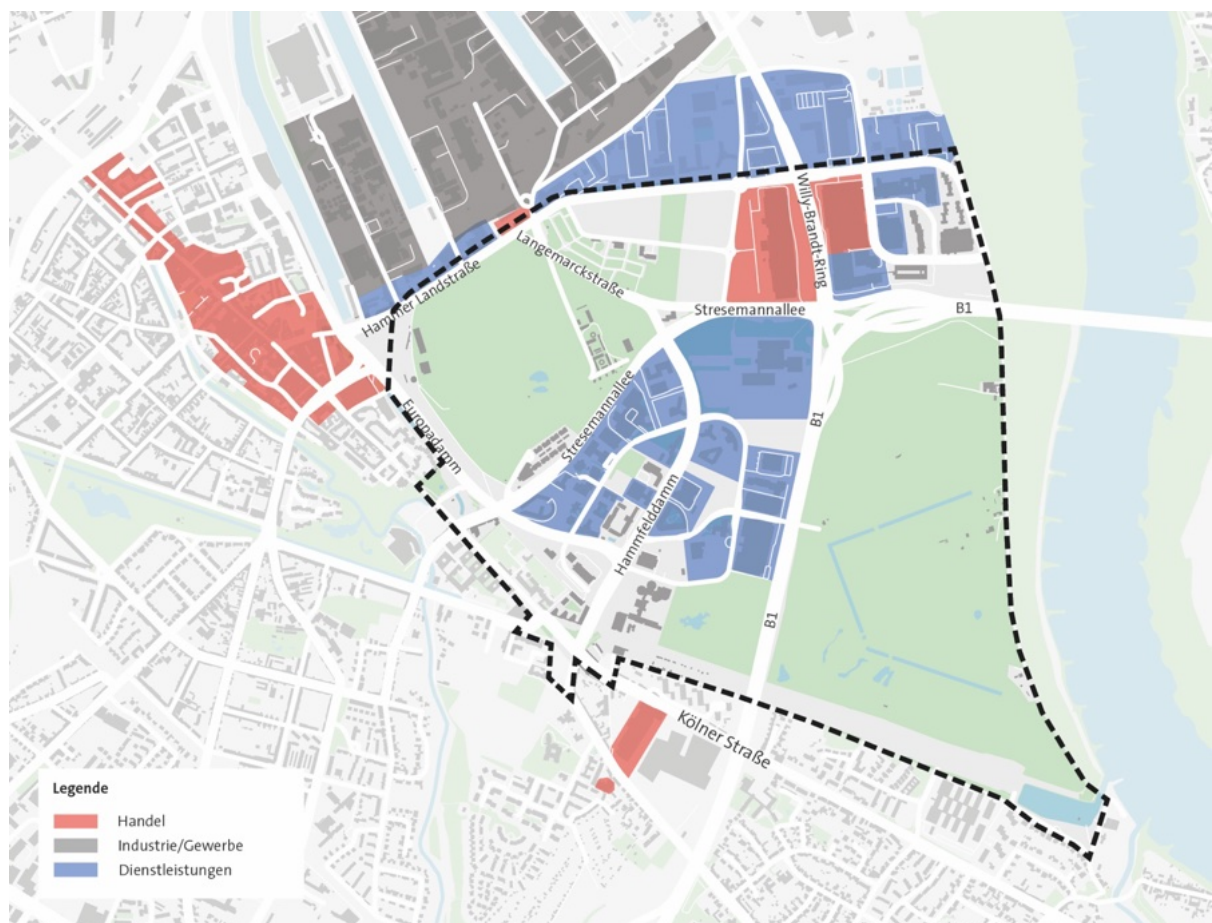 Willy-Brandt-Ring
Langemarckstraße
Hammer Landstraße
Stresemannallee
B1
Stresemannallee
Europadamm
B1
Hammfelddamm
B1
Kölner Straße
Legende
Handel
Industrie/Gewerbe
Dienstleistungen